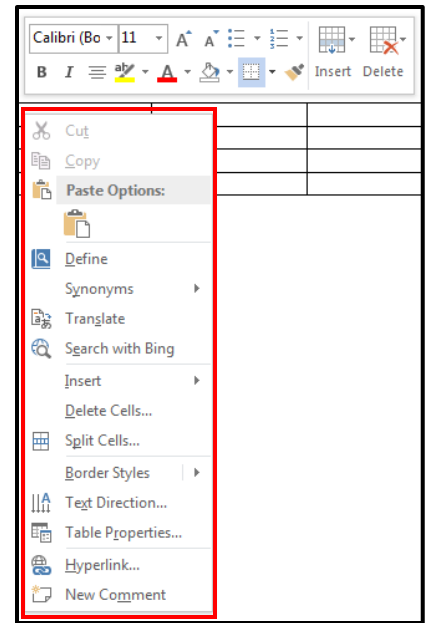 Calibri (Bo 11 A A
B I ab A Insert Delete
Cut
Copy
Paste Options:
Define
Synonyms
Translate
Search with Bing
Insert
Delete Cells...
Split Cells...
Border Styles
Text Direction...
Table Properties...
Hyperlink...
New Comment